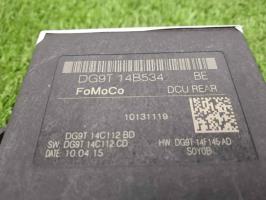 DG9T 14B534 BE
FoMoCo DCU REAR
10131119
DG9T 14C112 BD
SW DG9T 14C112 CD HW DG9T-14F145-AD
DATE 10.04.15 SOYOB